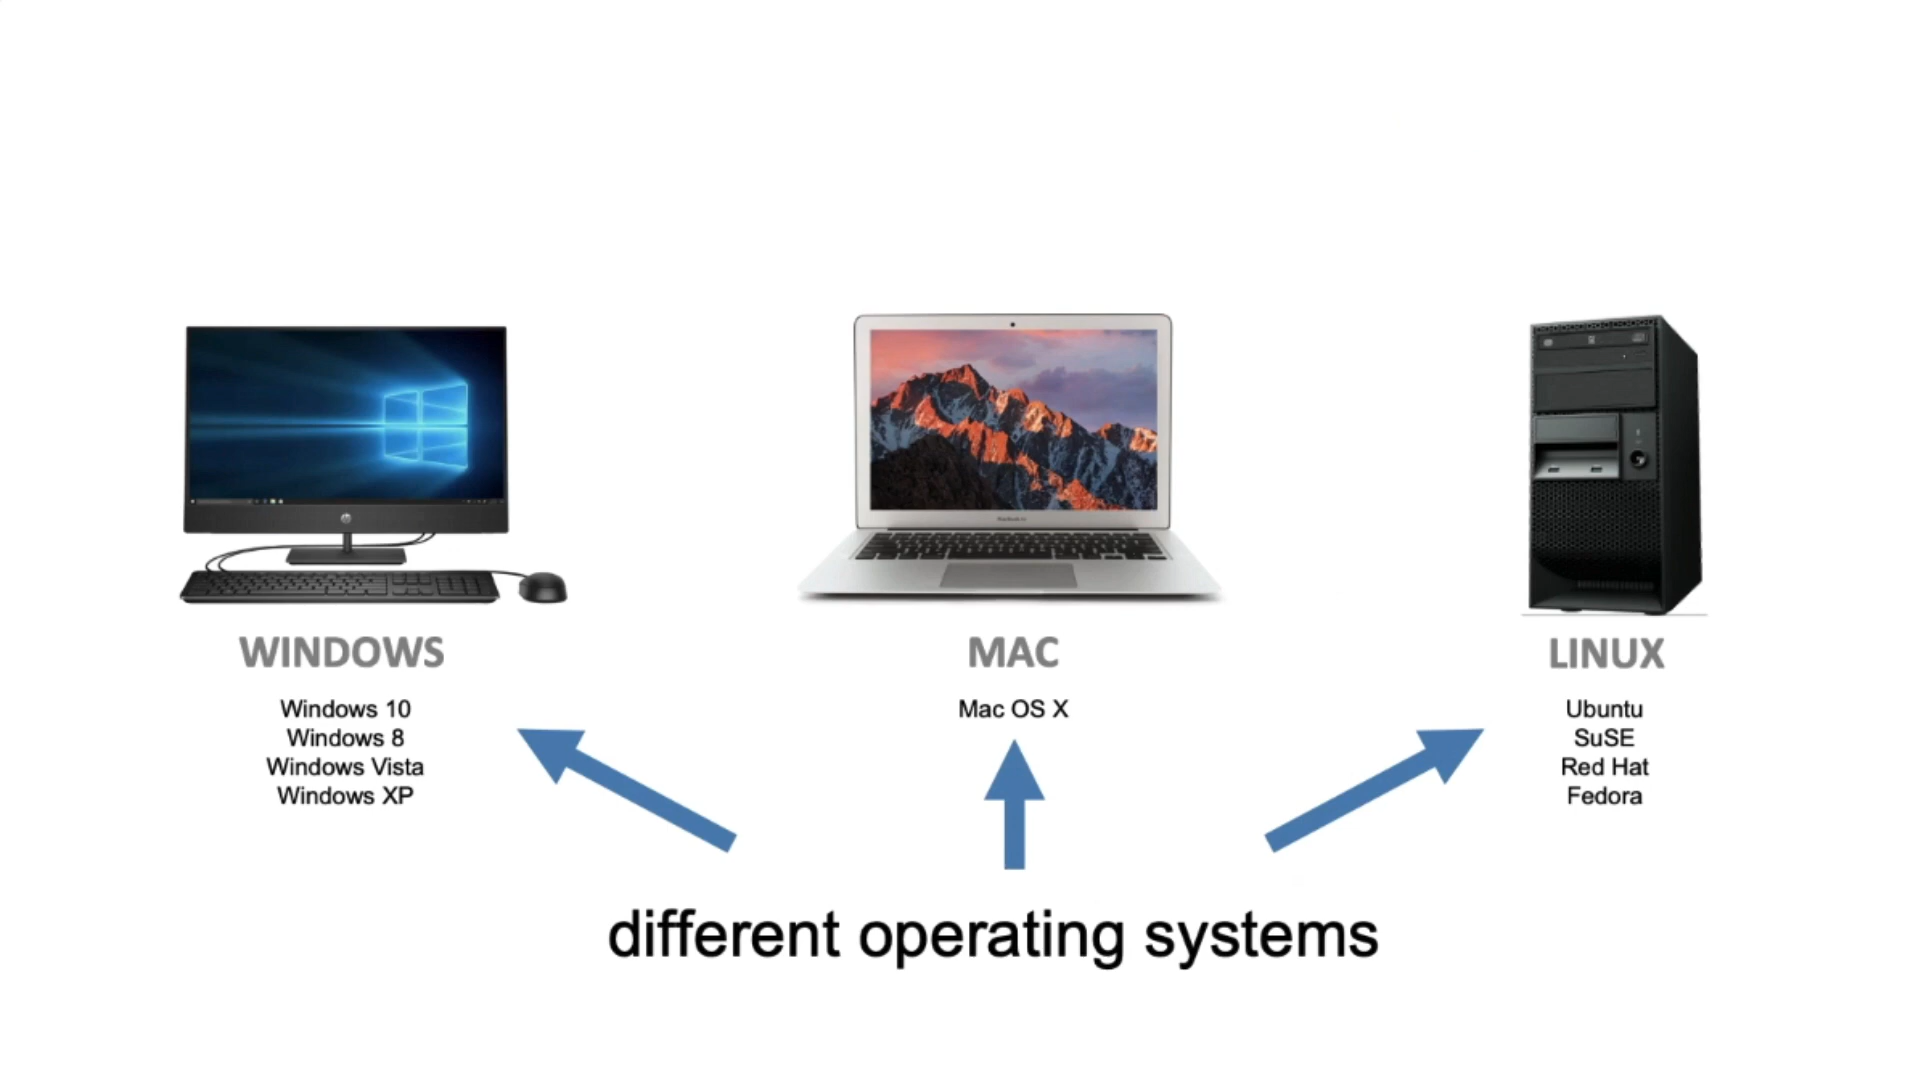 WINDOWS
Windows 10
Windows 8
Windows Vista
Windows XP
MAC
Mac OS X
LINUX
Ubuntu
SuSE
Red Hat
Fedora
different operating systems